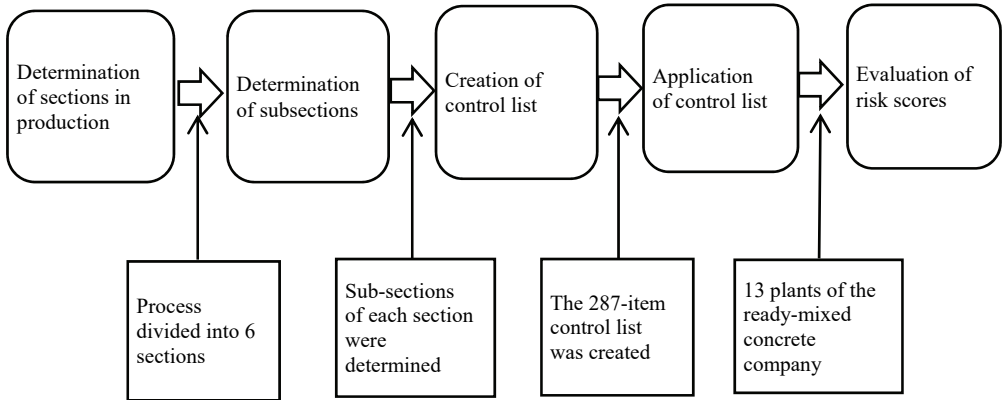 Determination
of sections in
production
Determination
of subsections
Creation of
control list
Application
of control list
Evaluation of
risk scores
Process
divided into 6
sections
Sub-sections
of each section
were
determined
The 287-item
control list
was created
13 plants of the
ready-mixed
concrete
company